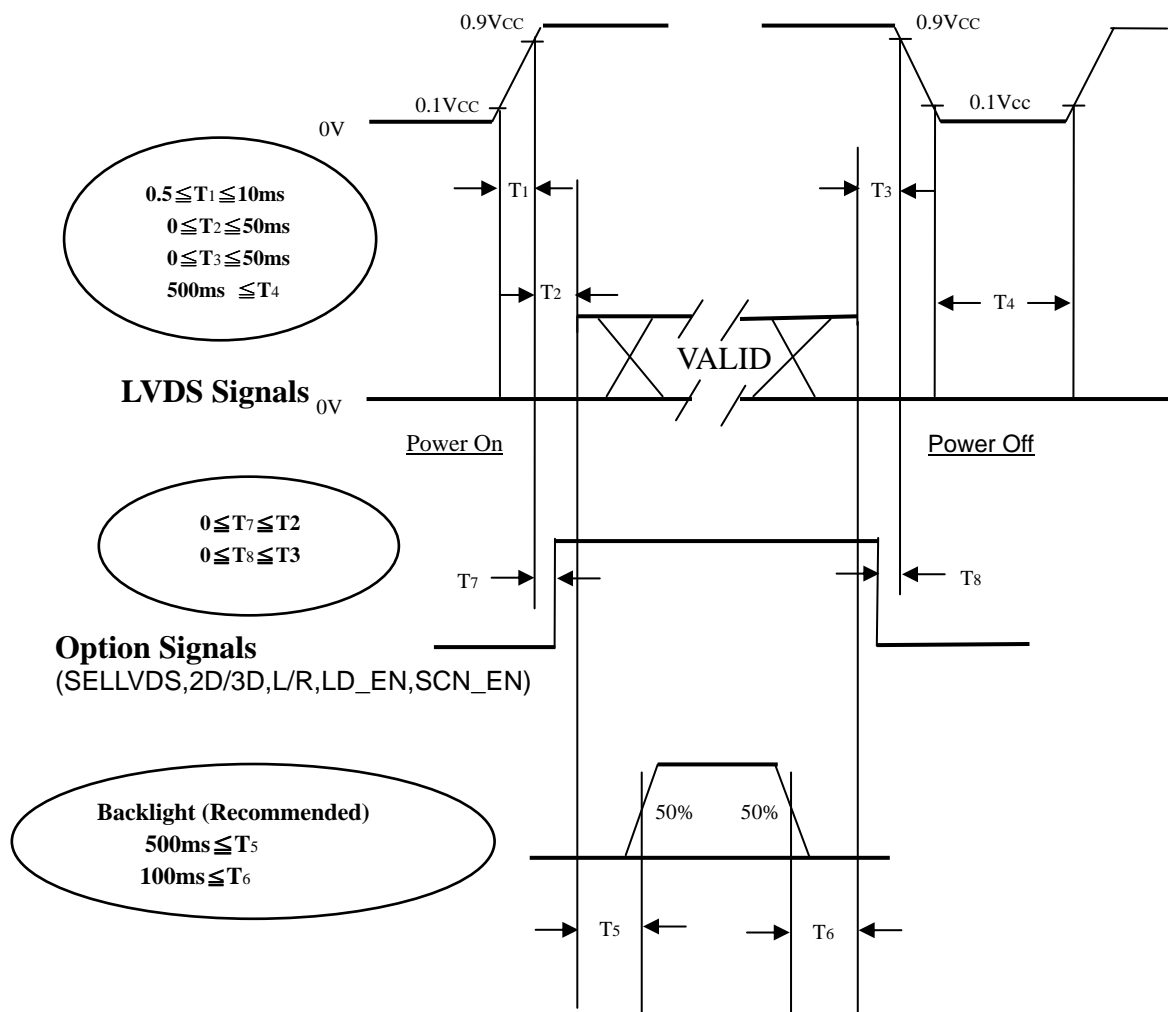 0.9VCC
0.9VCC
0.1VCC
0.1Vcc
0V
T1
T3
0.5≦T1≦10ms
0≦T2≦50ms
0≦T3≦50ms
500ms ≦T4
T2
T4
VALID
LVDS Signals
0V
Power On
Power Off
0≦T7≦T2
0≦T8≦T3
T7
T8
Option Signals
(SELLVDS,2D/3D,L/R,LD_EN,SCN_EN)
Backlight (Recommended)
500ms≦T5
100ms≦T6
50%
50%
T5
T6